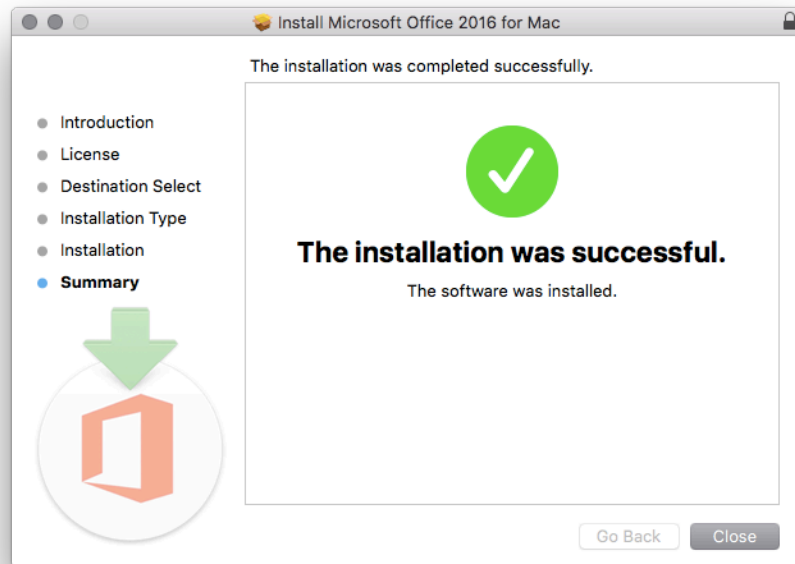 Install Microsoft Office 2016 for Mac
The installation was completed successfully.
Introduction
License
Destination Select
Installation Type
Installation
Summary
The installation was successful.
The software was installed.
Go Back
Close